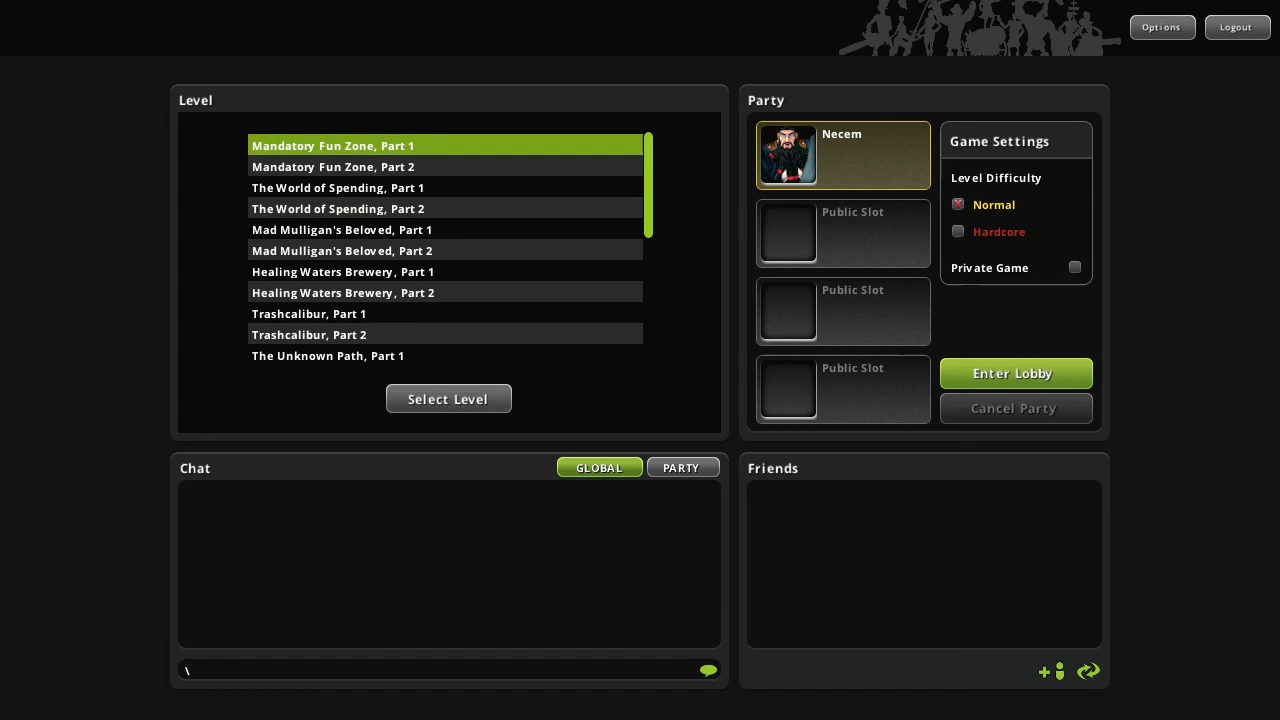 Options
Logout
Level
Mandatory Fun Zone, Part 1
Mandatory Fun Zone, Part 2
The World of Spending, Part 1
The World of Spending, Part 2
Mad Mulligan's Beloved, Part 1
Mad Mulligan's Beloved, Part 2
Healing Waters Brewery, Part 1
Healing Waters Brewery, Part 2
Trashcalibur, Part 1
Trashcalibur, Part 2
The Unknown Path, Part 1
Select Level
Party
Necem
Public Slot
Public Slot
Public Slot
Game Settings
Level Difficulty
Normal
Hardcore
Private Game
Enter Lobby
Cancel Party
Chat
GLOBAL
PARTY
\
Friends